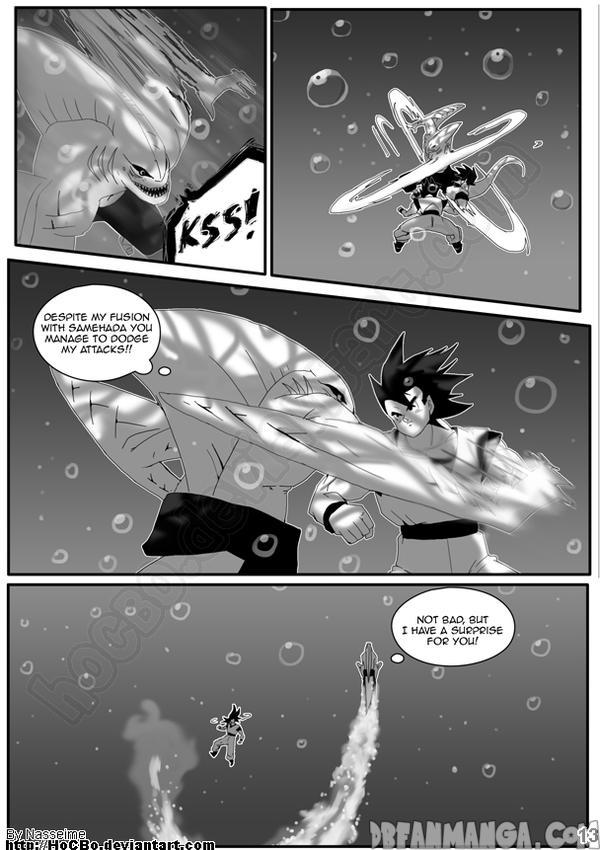 KSS!
DESPITE MY FUSION
WITH SAMEHADA YOU
MANAGE TO DODGE
MY ATTACKS!!
NOT BAD, BUT
I HAVE A SURPRISE
FOR YOU!
By Nasselme
http://HoCBo.deviantart.com
DBFANMANGA.COM
13